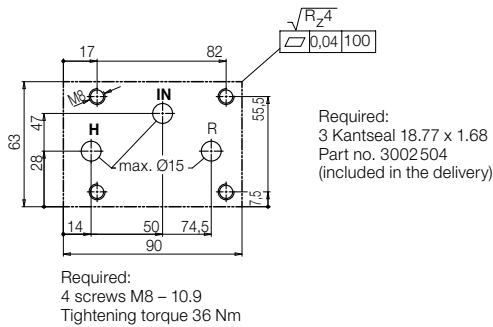 √Rz4
⏥ 0,04 100
17
82
M8
IN
H
R
max. Ø15
63
47
28
55,5
7,5
14
50
74,5
90
Required:
3 Kantseal 18.77 x 1.68
Part no. 3002504
(included in the delivery)
Required:
4 screws M8 – 10.9
Tightening torque 36 Nm